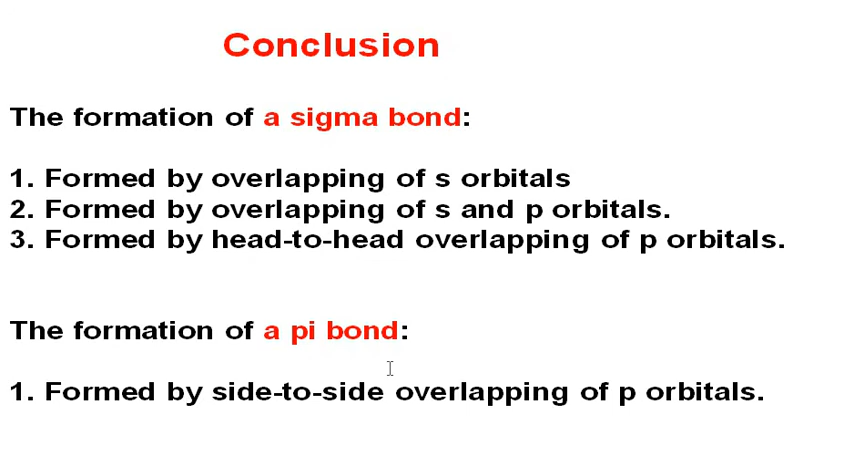 Conclusion
The formation of a sigma bond:
1. Formed by overlapping of s orbitals
2. Formed by overlapping of s and p orbitals.
3. Formed by head-to-head overlapping of p orbitals.
The formation of a pi bond:
1. Formed by side-to-side overlapping of p orbitals.